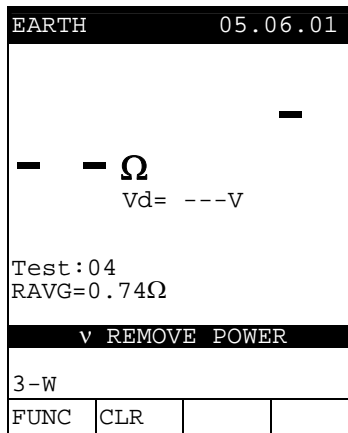 EARTH 05.06.01
-
- - Ω
Vd= ---V
Test:04
RAVG=0.74Ω
ν REMOVE POWER
3-W
FUNC CLR